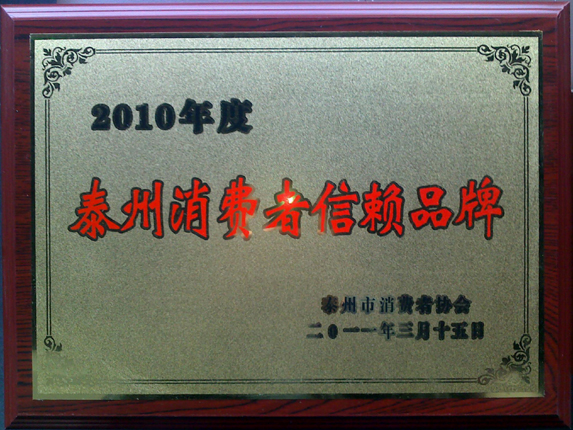 2010年度
泰州消费者信赖品牌
泰州市消费者协会
二0一一年三月十五日